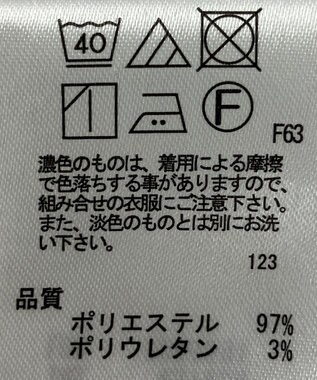 40
F
F63
濃色のものは、着用による摩擦
で色落ちする事がありますので、
組み合せの衣服にご注意下さい。
また、淡色のものとは別にお洗
い下さい。
123
品質
ポリエステル 97%
ポリウレタン 3%